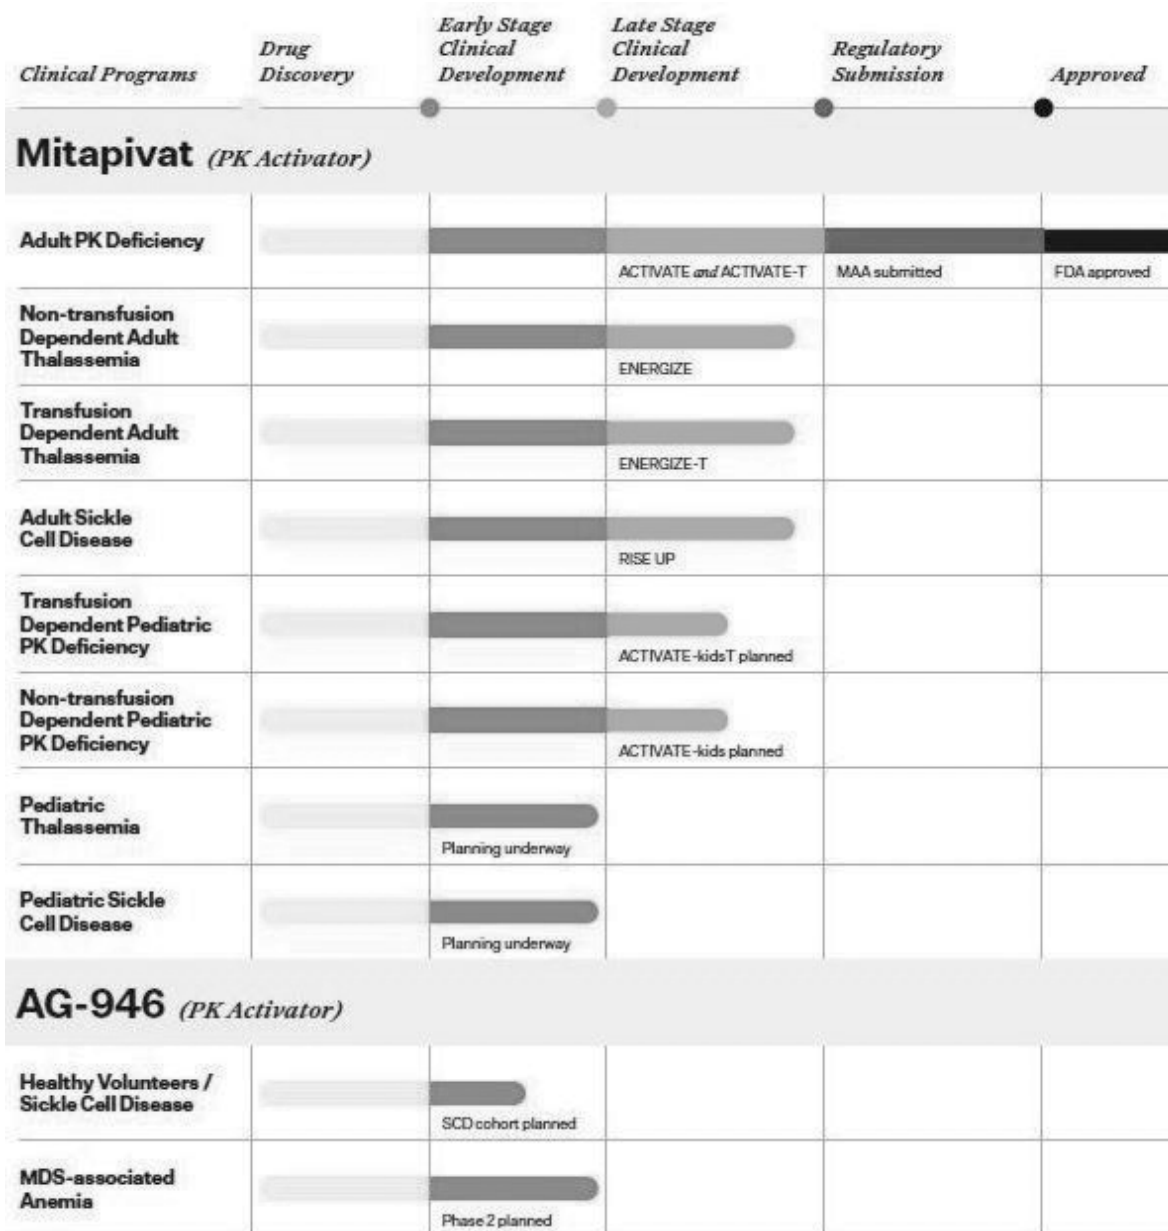 Clinical Programs
Drug
Discovery
Early Stage
Clinical
Development
Late Stage
Clinical
Development
Regulatory
Submission
Approved
Mitapivat (PK Activator)
Adult PK Deficiency
ACTIVATE and ACTIVATE-T
MAA submitted
FDA approved
Non-transfusion
Dependent Adult
Thalassemia
ENERGIZE
Transfusion
Dependent Adult
Thalassemia
ENERGIZE-T
Adult Sickle
Cell Disease
RISE UP
Transfusion
Dependent Pediatric
PK Deficiency
ACTIVATE-kidsT planned
Non-transfusion
Dependent Pediatric
PK Deficiency
ACTIVATE-kids planned
Pediatric
Thalassemia
Planning underway
Pediatric Sickle
Cell Disease
Planning underway
AG-946 (PK Activator)
Healthy Volunteers /
Sickle Cell Disease
SCD cohort planned
MDS-associated
Anemia
Phase 2 planned